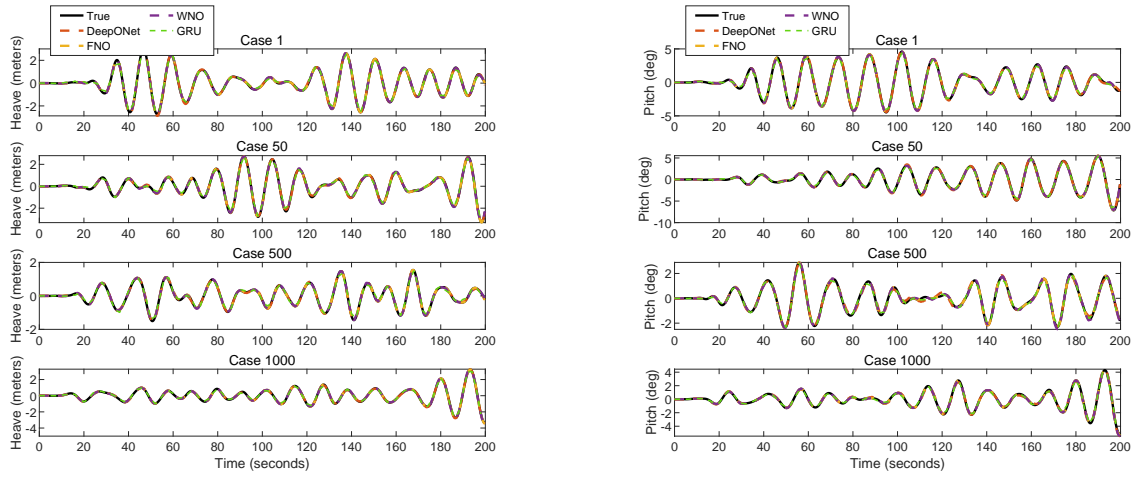 True
DeepONet
FNO
WNO
GRU
Case 1
Heave (meters)
2
0
-2
0 20 40 60 80 100 120 140 160 180 200
Case 50
Heave (meters)
2
0
-2
0 20 40 60 80 100 120 140 160 180 200
Case 500
Heave (meters)
2
0
-2
0 20 40 60 80 100 120 140 160 180 200
Case 1000
Heave (meters)
2
0
-2
-4
0 20 40 60 80 100 120 140 160 180 200
Time (seconds)
True
DeepONet
FNO
WNO
GRU
Case 1
Pitch (deg
5
0
-5
0 20 40 60 80 100 120 140 160 180 200
Case 50
Pitch (deg)
5
0
-5
-10
0 20 40 60 80 100 120 140 160 180 200
Case 500
Pitch (deg)
2
0
-2
0 20 40 60 80 100 120 140 160 180 200
Case 1000
Pitch (deg)
4
2
0
-2
-4
0 20 40 60 80 100 120 140 160 180 200
Time (seconds)